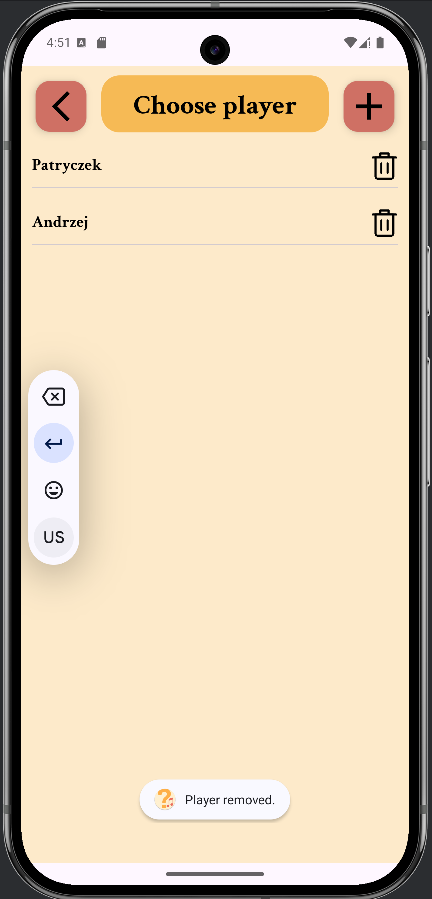 4:51
Choose player
Patryczek
Andrzej
US
Player removed.